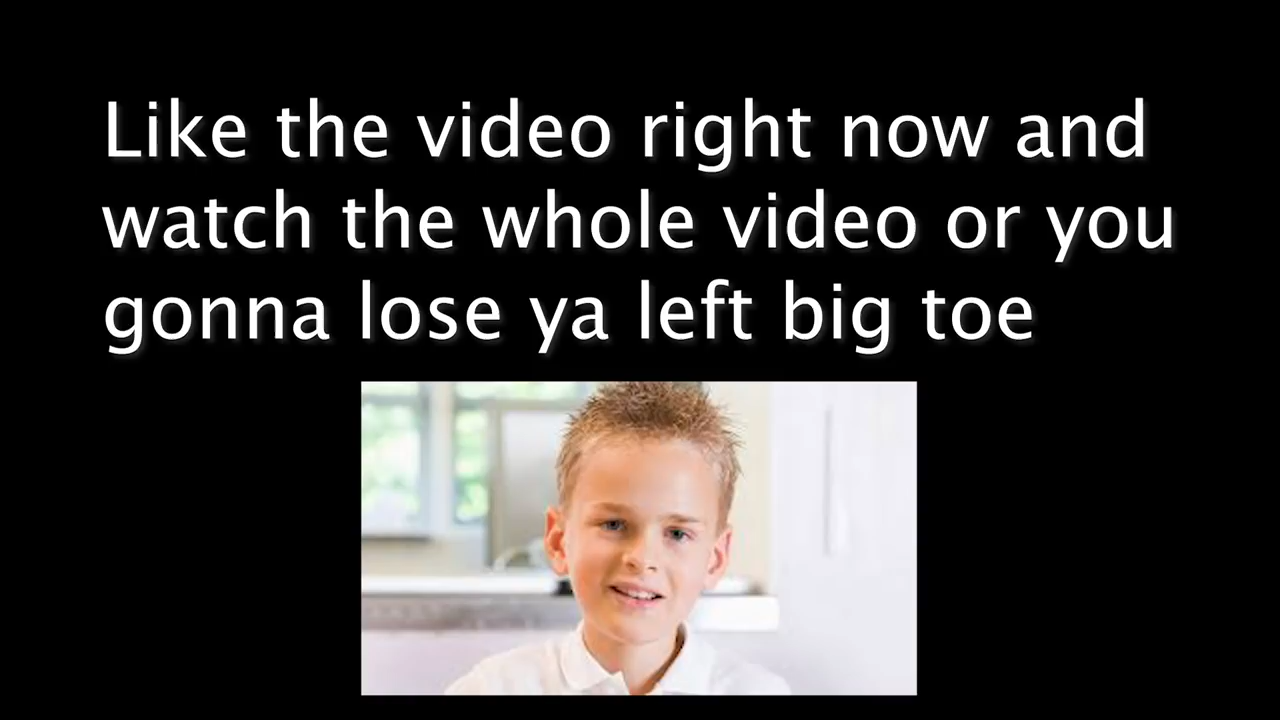 Like the video right now and
watch the whole video or you
gonna lose ya left big toe